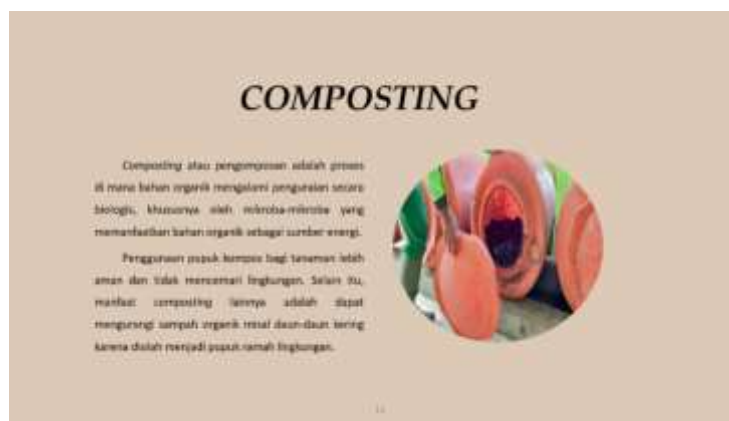 COMPOSTING
Composting atau pengomposan adalah proses
di mana bahan organik mengalami penguraian secara
biologis, khususnya oleh mikroba-mikroba yang
memanfaatkan bahan organik sebagai sumber energi.
Penggunaan pupuk kompos bagi tanaman lebih
aman dan tidak mencemari lingkungan. Selain itu,
manfaat composting lainnya adalah dapat
mengurangi sampah organik misal daun-daun kering
karena diolah menjadi pupuk ramah lingkungan.